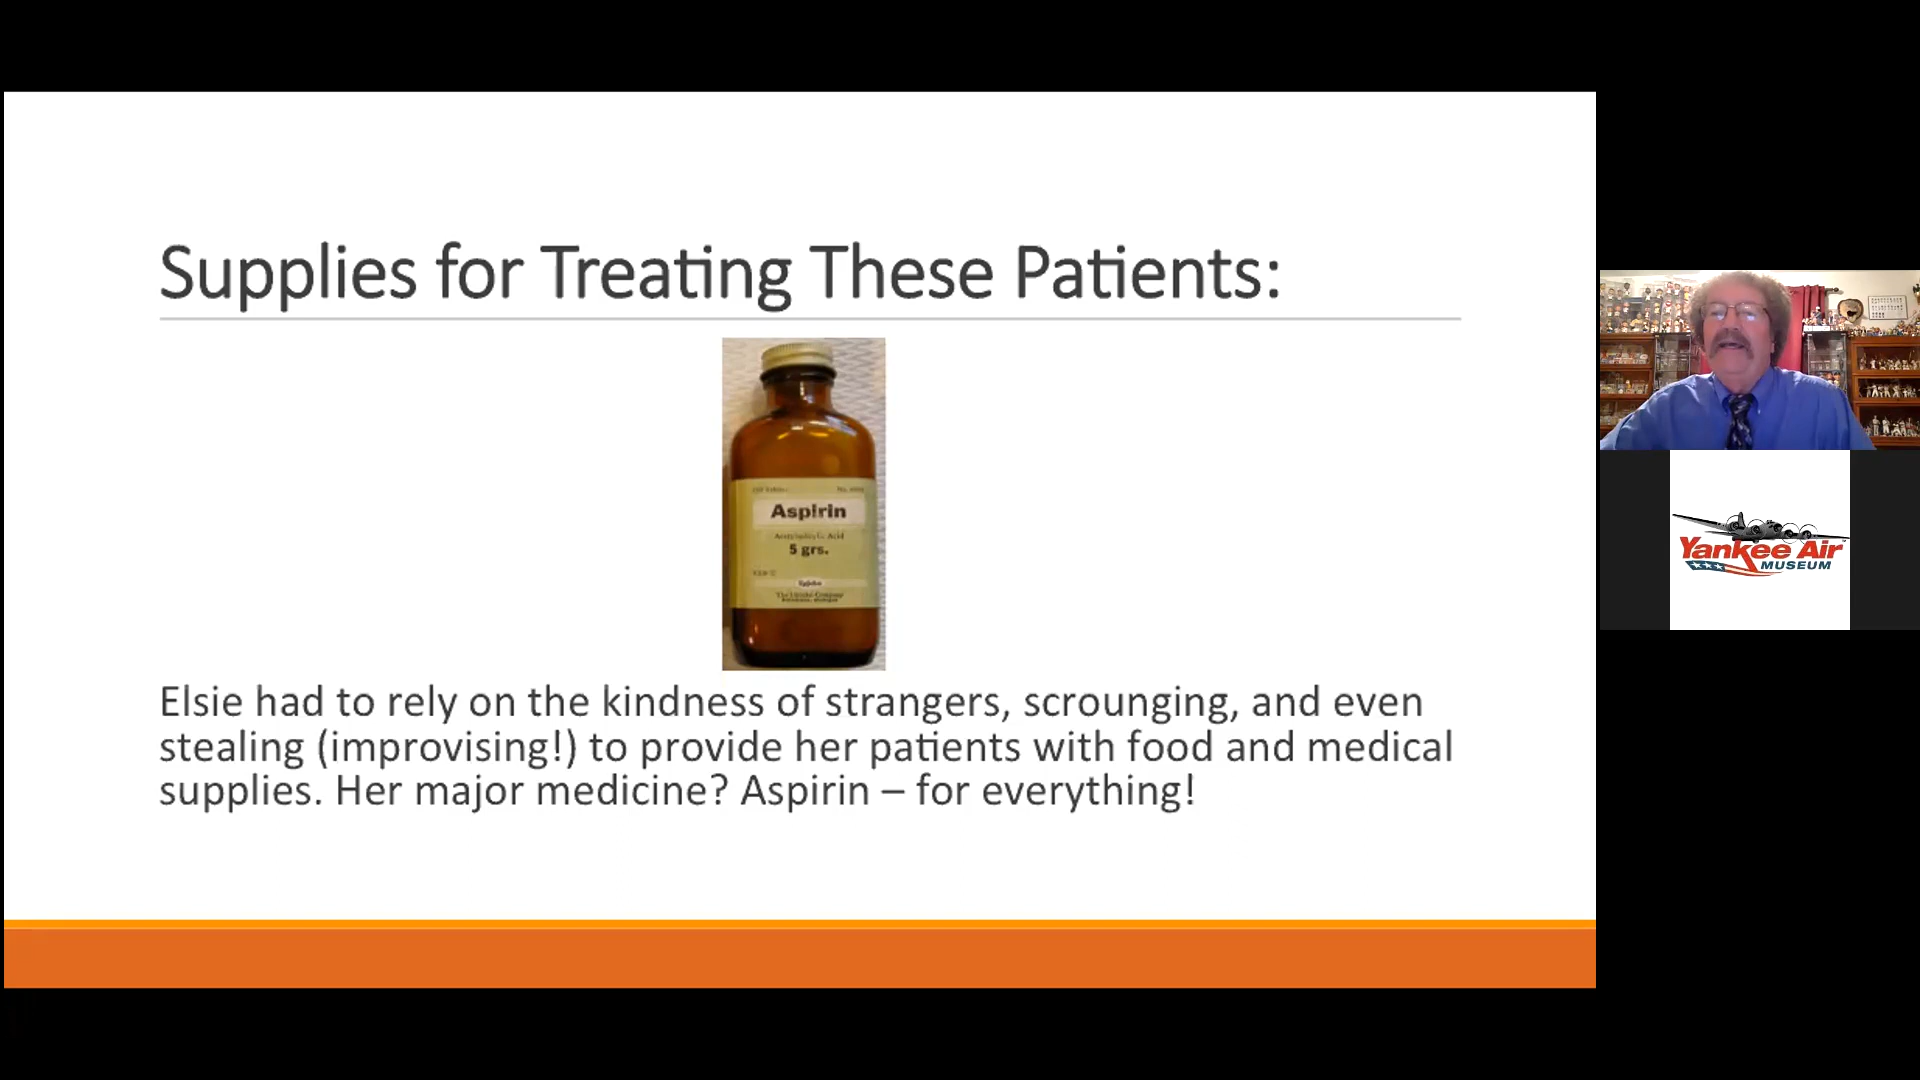 Supplies for Treating These Patients:
Aspirin
5 grs.
Elsie had to rely on the kindness of strangers, scrounging, and even
stealing (improvising!) to provide her patients with food and medical
supplies. Her major medicine? Aspirin – for everything!
Yankee Air
MUSEUM